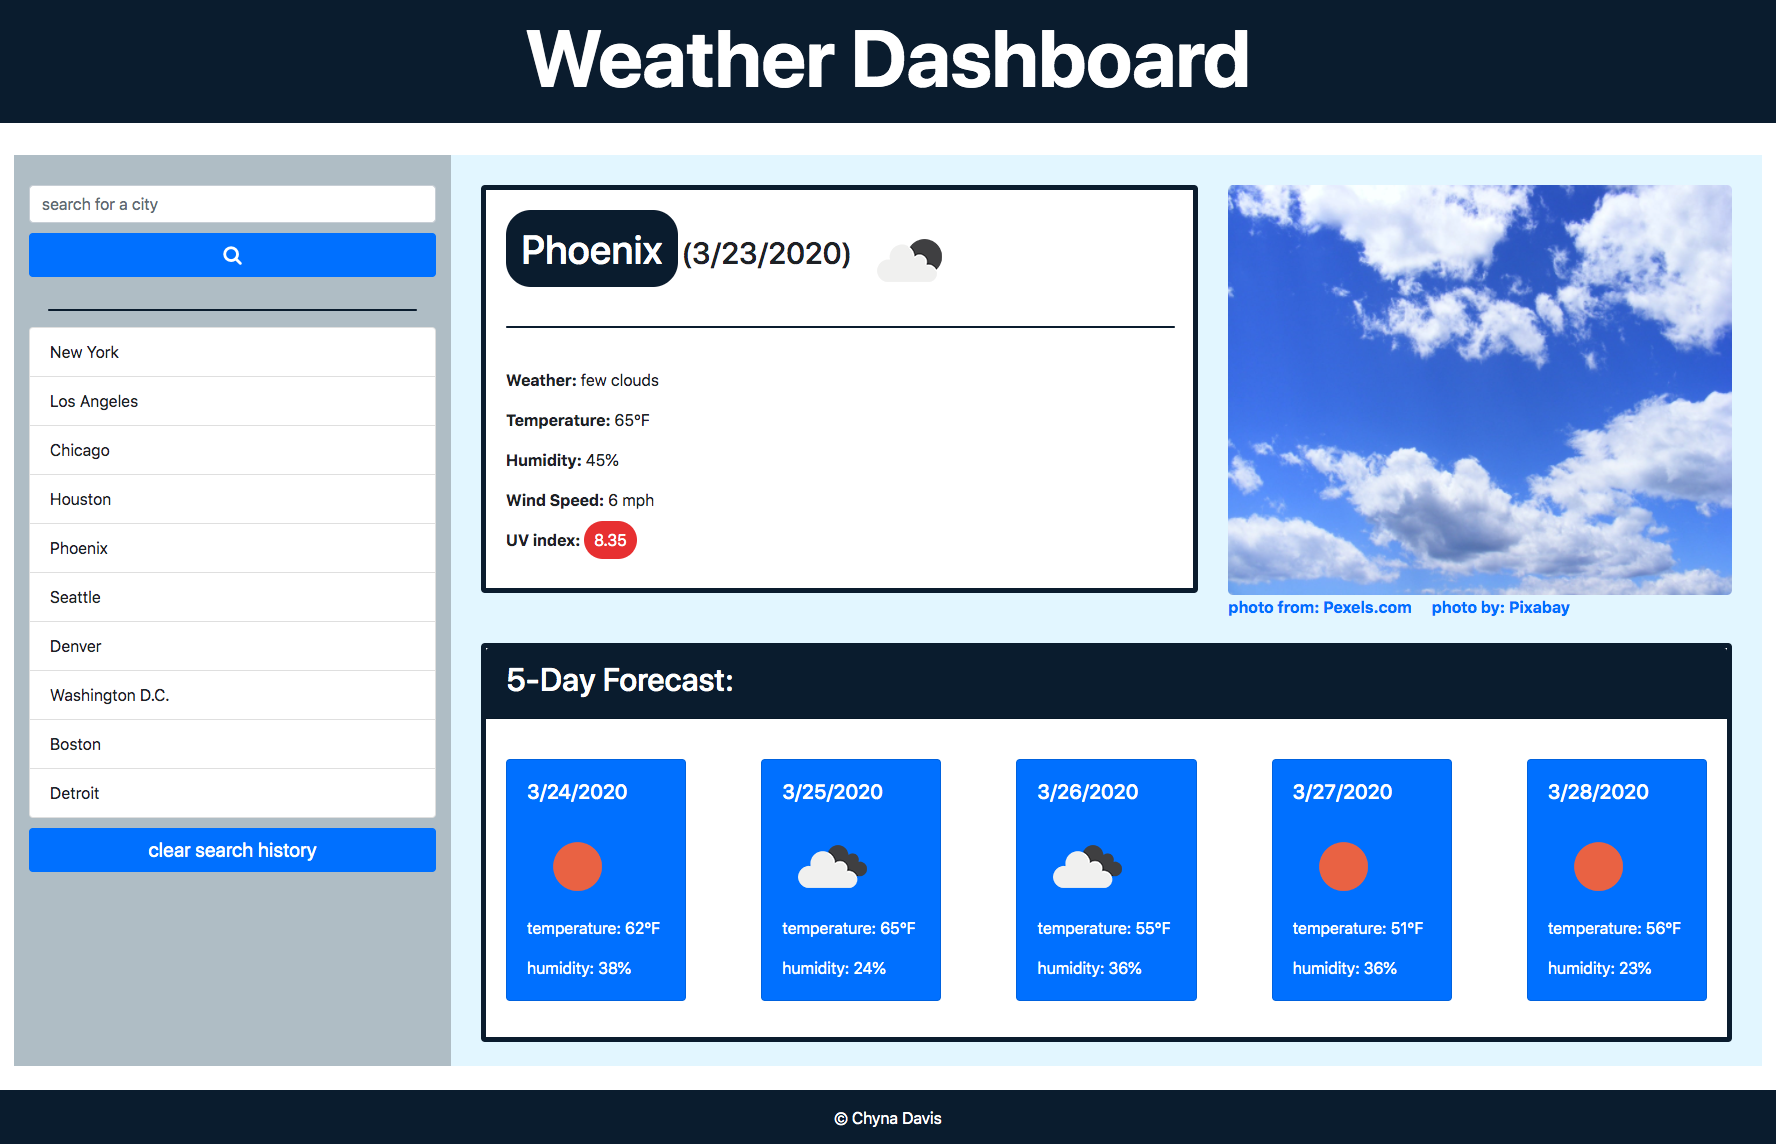 Weather Dashboard
search for a city
New York
Los Angeles
Chicago
Houston
Phoenix
Seattle
Denver
Washington D.C.
Boston
Detroit
clear search history
Phoenix (3/23/2020)
Weather: few clouds
Temperature: 65°F
Humidity: 45%
Wind Speed: 6 mph
UV index: 8.35
photo from: Pexels.com photo by: Pixabay
5-Day Forecast:
3/24/2020
temperature: 62°F
humidity: 38%
3/25/2020
temperature: 65°F
humidity: 24%
3/26/2020
temperature: 55°F
humidity: 36%
3/27/2020
temperature: 51°F
humidity: 36%
3/28/2020
temperature: 56°F
humidity: 23%
© Chyna Davis